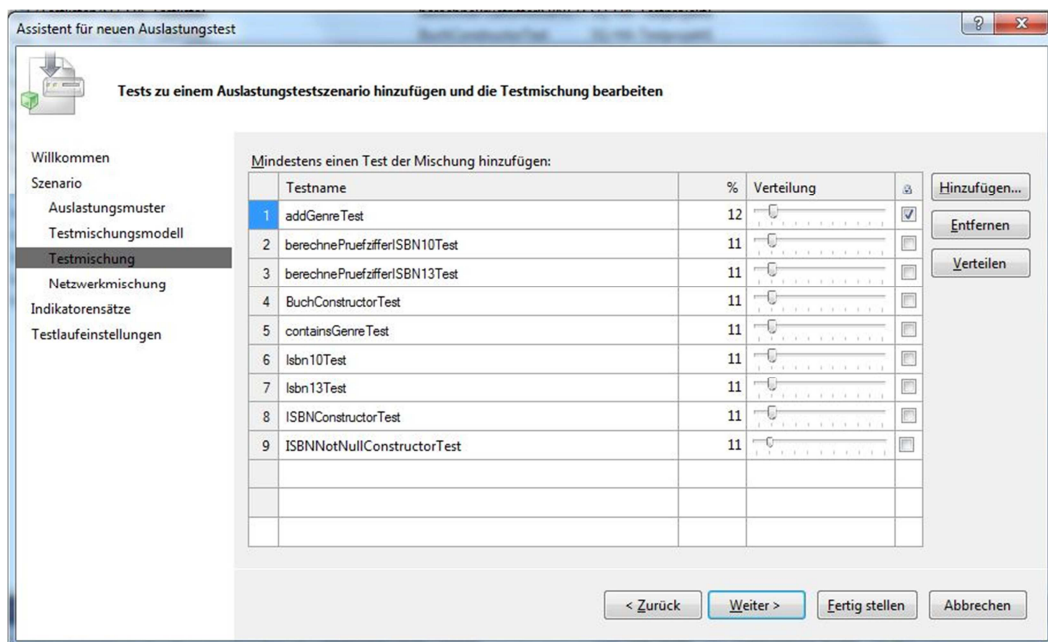 Assistent für neuen Auslastungstest
Tests zu einem Auslastungstestszenario hinzufügen und die Testmischung bearbeiten
Willkommen
Szenario
Auslastungsmuster
Testmischungsmodell
Testmischung
Netzwerkmischung
Indikatorensätze
Testlaufeinstellungen
Mindestens einen Test der Mischung hinzufügen:
Testname % Verteilung
1 addGenreTest 12
2 berechnePruefzifferISBN10Test 11
3 berechnePruefzifferISBN13Test 11
4 BuchConstructorTest 11
5 containsGenreTest 11
6 Isbn10Test 11
7 Isbn13Test 11
8 ISBNConstructorTest 11
9 ISBNNotNullConstructorTest 11
Hinzufügen...
Entfernen
Verteilen
< Zurück Weiter > Fertig stellen Abbrechen